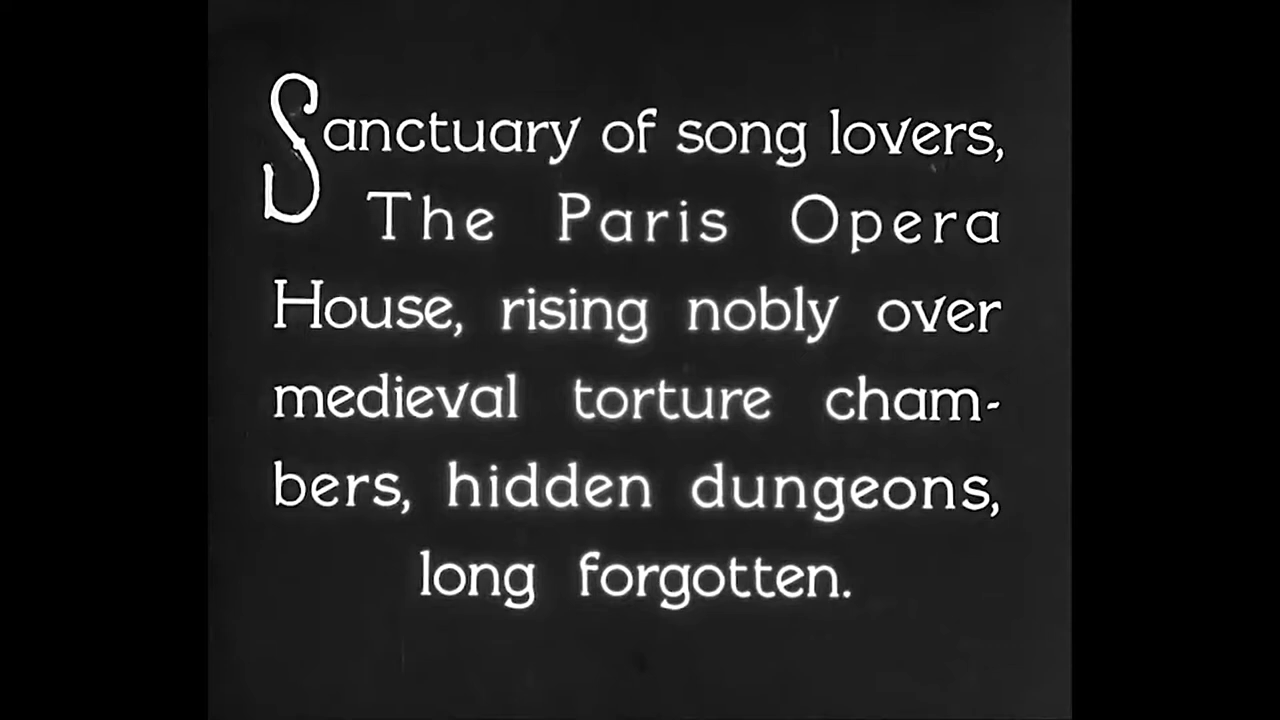 Sanctuary of song lovers,
The Paris Opera
House, rising nobly over
medieval torture cham-
bers, hidden dungeons,
long forgotten.